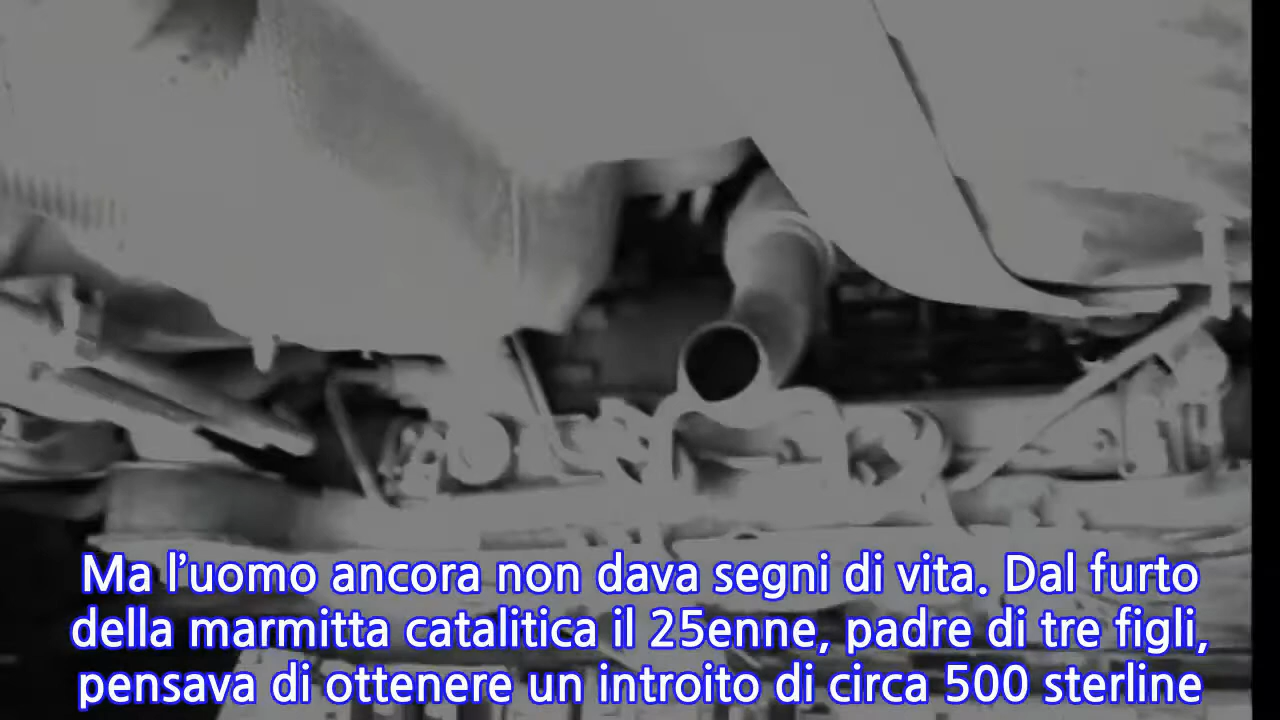 Ma l'uomo ancora non dava segni di vita. Dal furto
della marmitta catalitica il 25enne, padre di tre figli,
pensava di ottenere un introito di circa 500 sterline